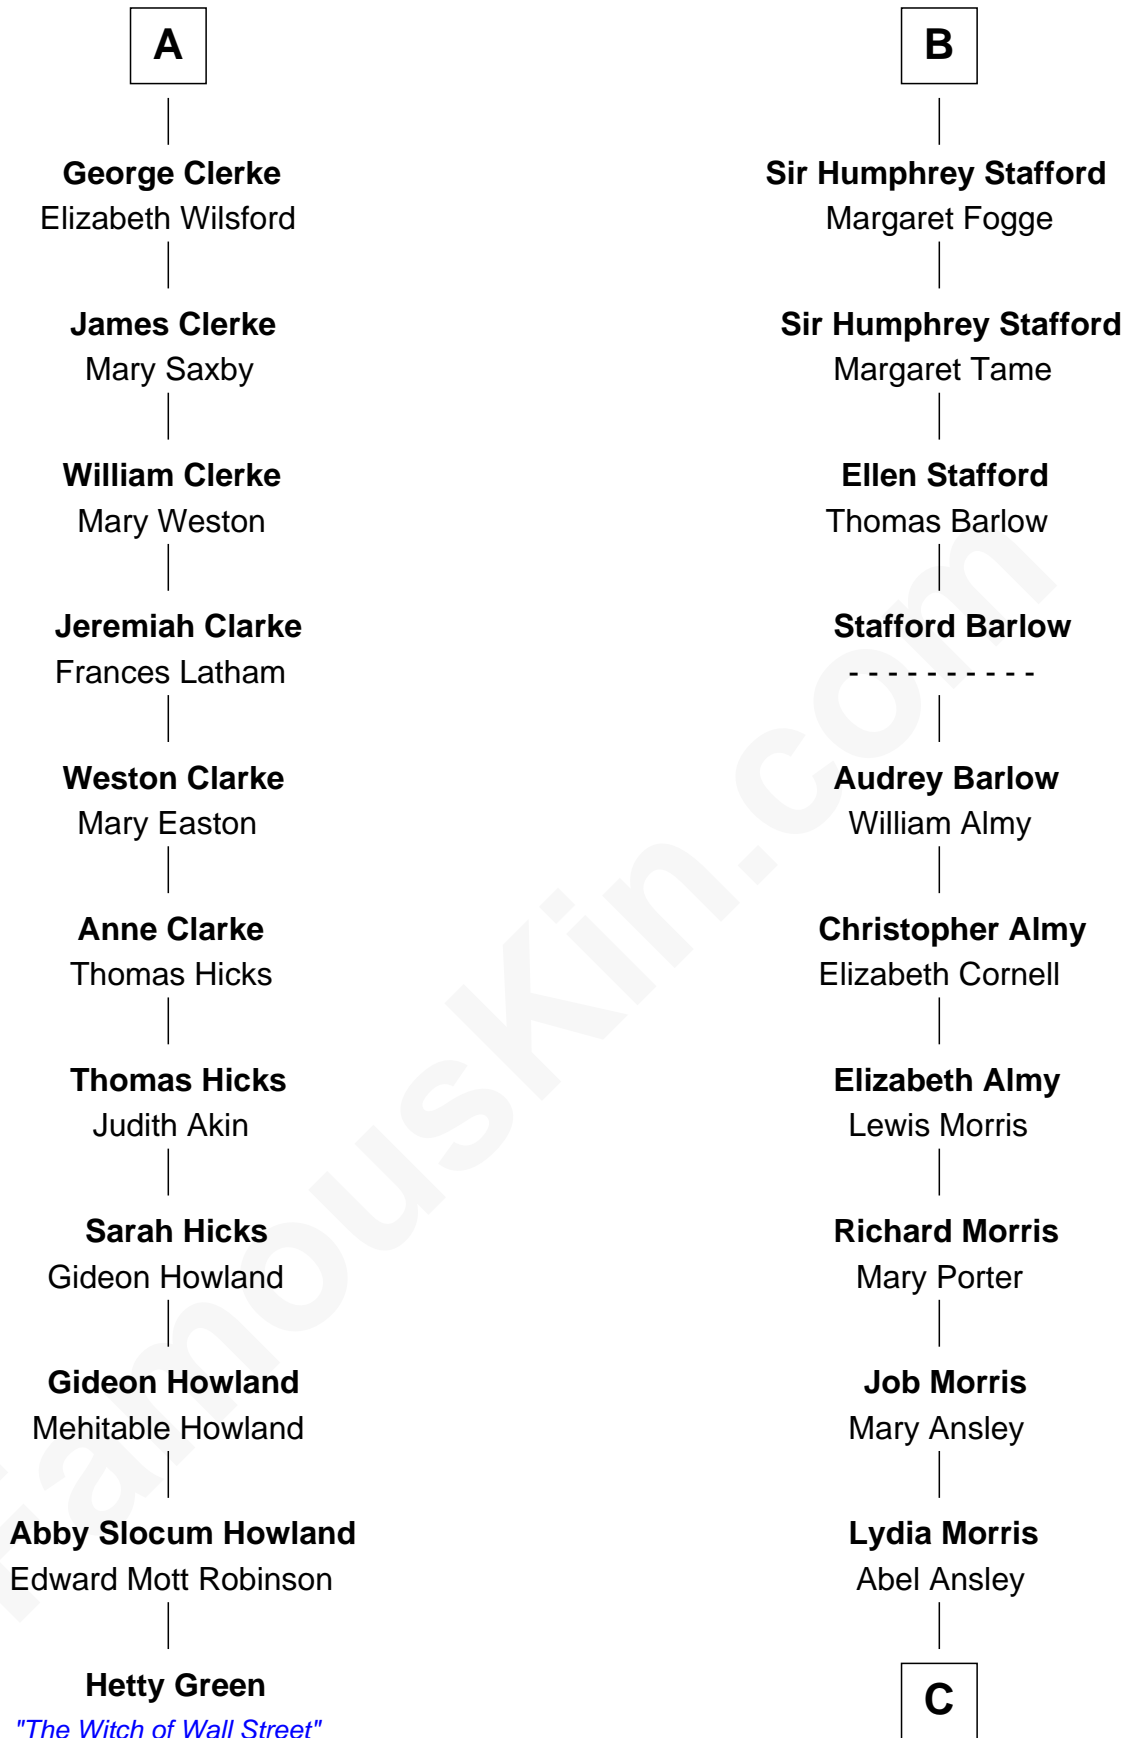 A
George Clerke
Elizabeth Wilsford
James Clerke
Mary Saxby
William Clerke
Mary Weston
Jeremiah Clarke
Frances Latham
Weston Clarke
Mary Easton
Anne Clarke
Thomas Hicks
Thomas Hicks
Judith Akin
Sarah Hicks
Gideon Howland
Gideon Howland
Mehitable Howland
Abby Slocum Howland
Edward Mott Robinson
Hetty Green
"The Witch of Wall Street"
B
Sir Humphrey Stafford
Margaret Fogge
Sir Humphrey Stafford
Margaret Tame
Ellen Stafford
Thomas Barlow
Stafford Barlow
- - - - - - - - - -
Audrey Barlow
William Almy
Christopher Almy
Elizabeth Cornell
Elizabeth Almy
Lewis Morris
Richard Morris
Mary Porter
Job Morris
Mary Ansley
Lydia Morris
Abel Ansley
C
FamousKin.com